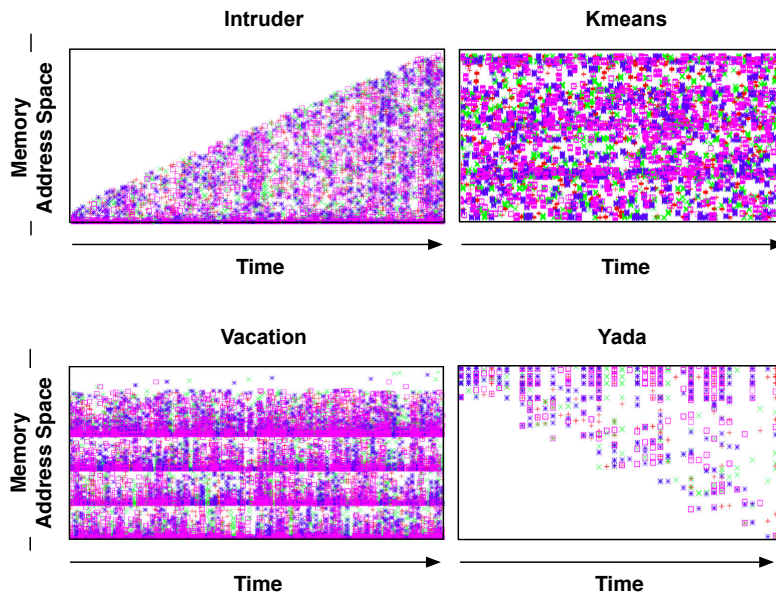 Intruder
Kmeans
Memory
Address Space
Time
Time
Vacation
Yada
Memory
Address Space
Time
Time